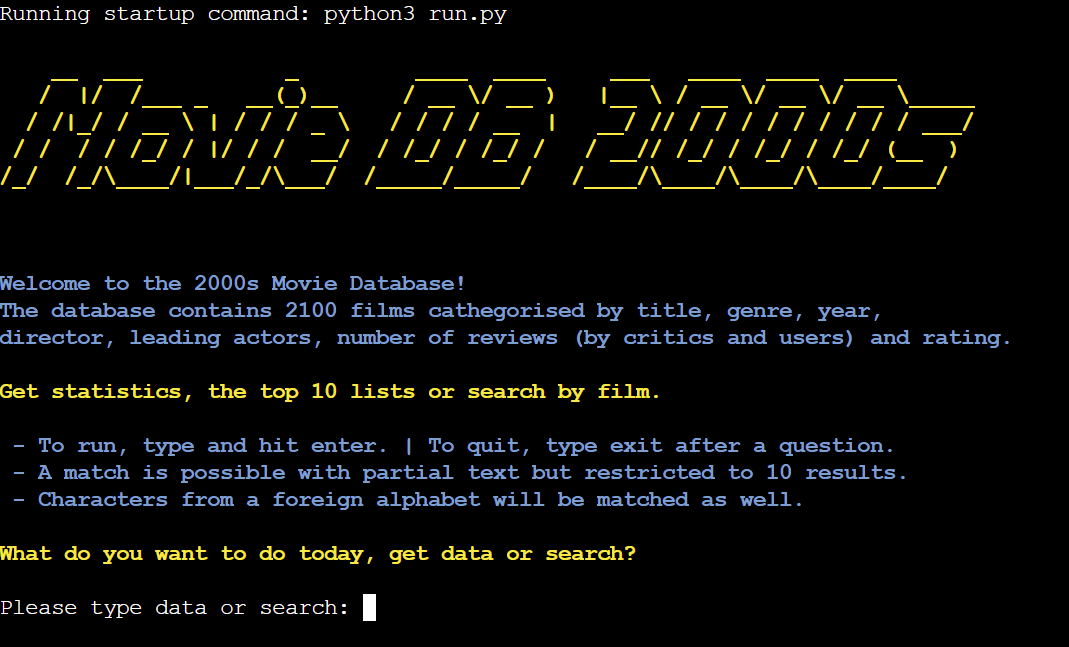 Running startup command: python3 run.py
Movie DB 2000s
Welcome to the 2000s Movie Database!
The database contains 2100 films cathegorised by title, genre, year,
director, leading actors, number of reviews (by critics and users) and rating.
Get statistics, the top 10 lists or search by film.
- To run, type and hit enter. | To quit, type exit after a question.
- A match is possible with partial text but restricted to 10 results.
- Characters from a foreign alphabet will be matched as well.
What do you want to do today, get data or search?
Please type data or search: